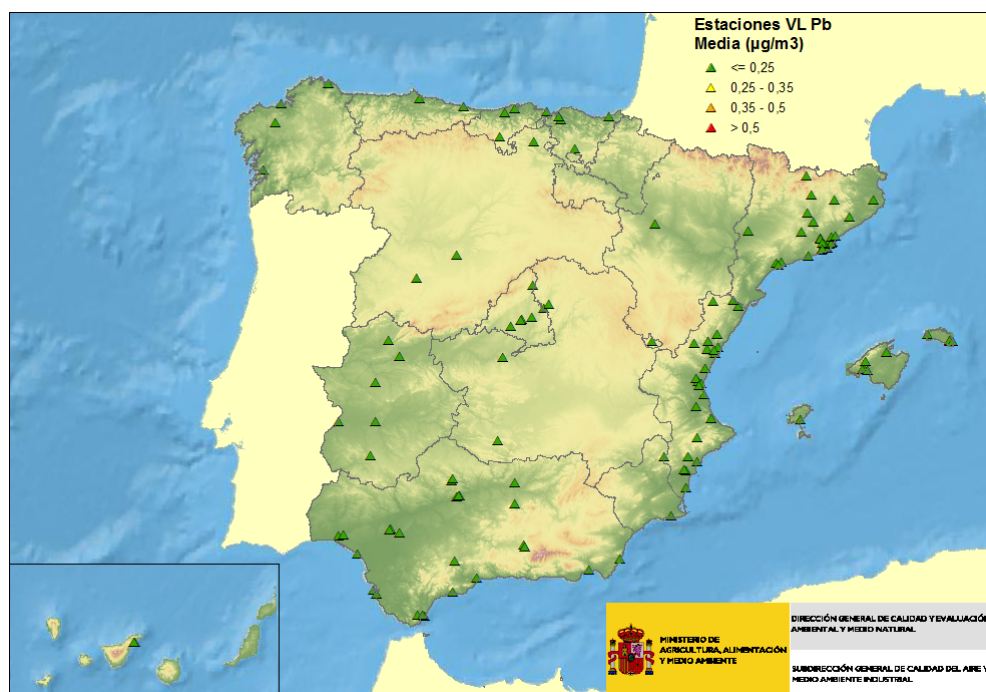 Estaciones VL Pb
Media (µg/m3)
<= 0,25
0,25 - 0,35
0,35 - 0,5
> 0,5
MINISTERIO DE
AGRICULTURA, ALIMENTACIÓN
Y MEDIO AMBIENTE
DIRECCIÓN GENERAL DE CALIDAD Y EVALUACIÓ
AMBIENTAL Y MEDIO NATURAL
SUBDIRECCIÓN GENERAL DE CALIDAD DEL AIRE Y
MEDIO AMBIENTE INDUSTRIAL